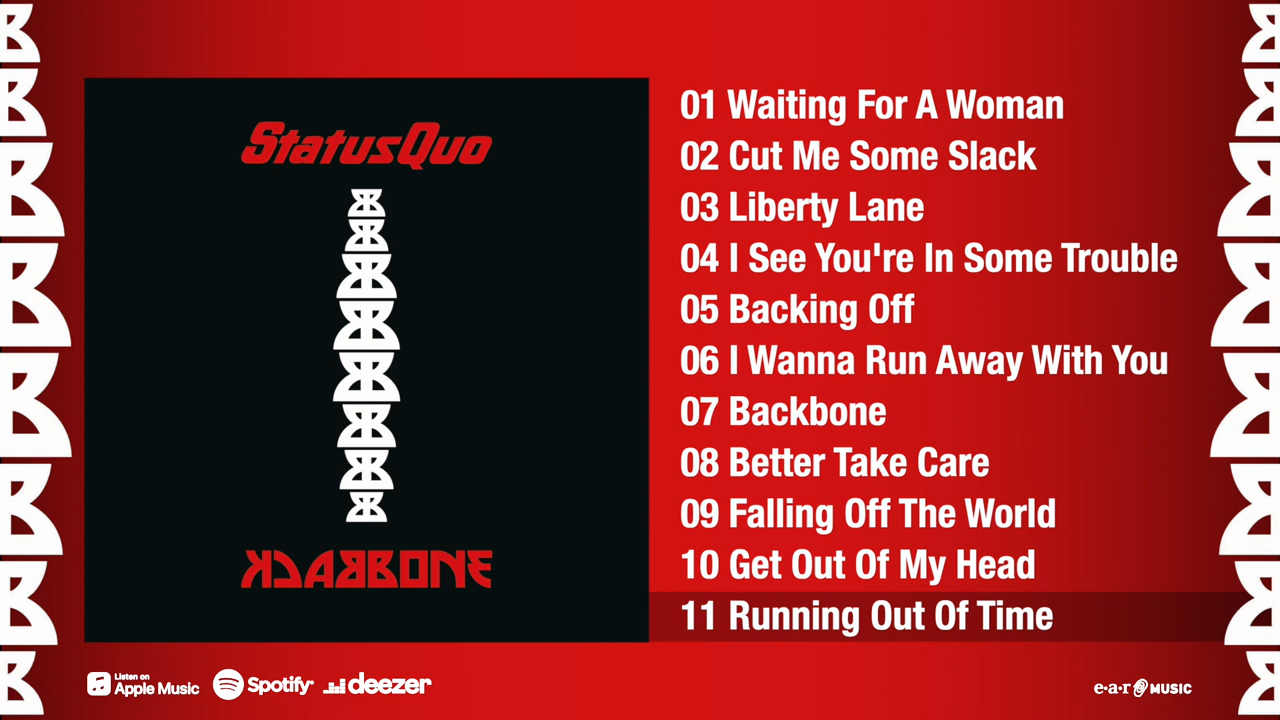 StatusQuo
BACKBONE
01 Waiting For A Woman
02 Cut Me Some Slack
03 Liberty Lane
04 I See You're In Some Trouble
05 Backing Off
06 I Wanna Run Away With You
07 Backbone
08 Better Take Care
09 Falling Off The World
10 Get Out Of My Head
11 Running Out Of Time
Listen on
Apple Music
Spotify
deezer
e·a·r MUSIC